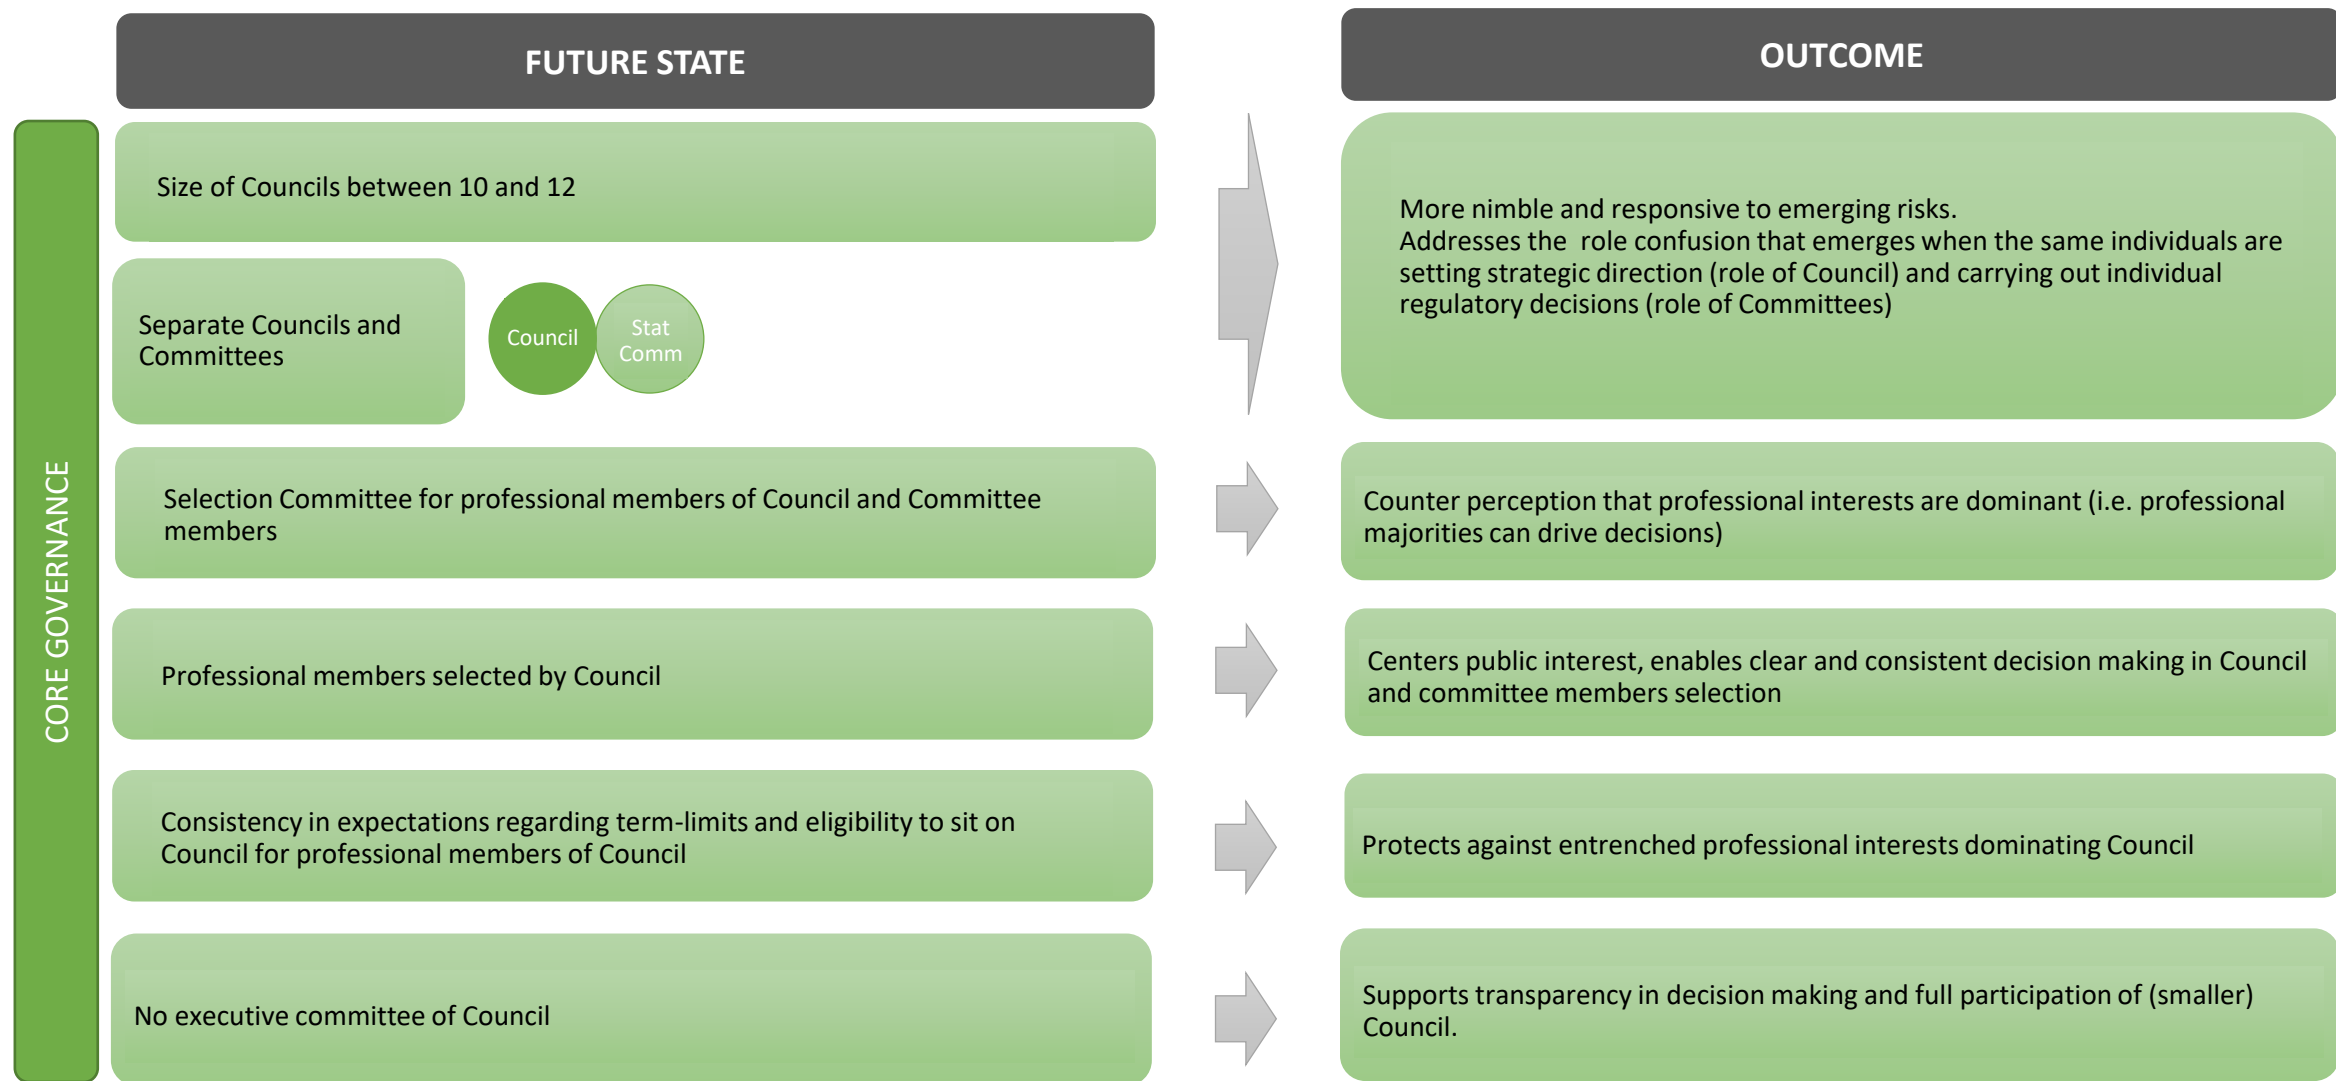 FUTURE STATE
OUTCOME
CORE GOVERNANCE
Size of Councils between 10 and 12
Separate Councils and
Committees
Council
Stat
Comm
More nimble and responsive to emerging risks.
Addresses the  role confusion that emerges when the same individuals are
setting strategic direction (role of Council) and carrying out individual
regulatory decisions (role of Committees)
Selection Committee for professional members of Council and Committee
members
Counter perception that professional interests are dominant (i.e. professional
majorities can drive decisions)
Professional members selected by Council
Centers public interest, enables clear and consistent decision making in Council
and committee members selection
Consistency in expectations regarding term-limits and eligibility to sit on
Council for professional members of Council
Protects against entrenched professional interests dominating Council
No executive committee of Council
Supports transparency in decision making and full participation of (smaller)
Council.